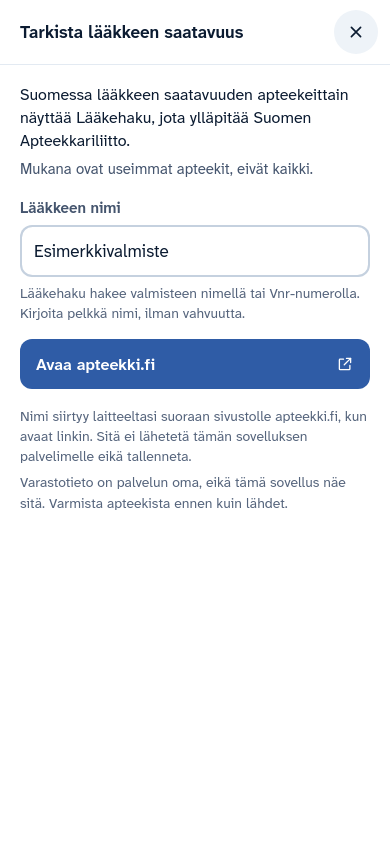 Tarkista lääkkeen saatavuus
Suomessa lääkkeen saatavuuden apteekeittain
näyttää Lääkehaku, jota ylläpitää Suomen
Apteekkariliitto.
Mukana ovat useimmat apteekit, eivät kaikki.
Lääkkeen nimi
Esimerkkivalmiste
Lääkehaku hakee valmisteen nimellä tai Vnr-numerolla.
Kirjoita pelkkä nimi, ilman vahvuutta.
Avaa apteekki.fi
Nimi siirtyy laitteeltasi suoraan sivustolle apteekki.fi, kun
avaat linkin. Sitä ei lähetetä tämän sovelluksen
palvelimelle eikä tallenneta.
Varastotieto on palvelun oma, eikä tämä sovellus näe
sitä. Varmista apteekista ennen kuin lähdet.